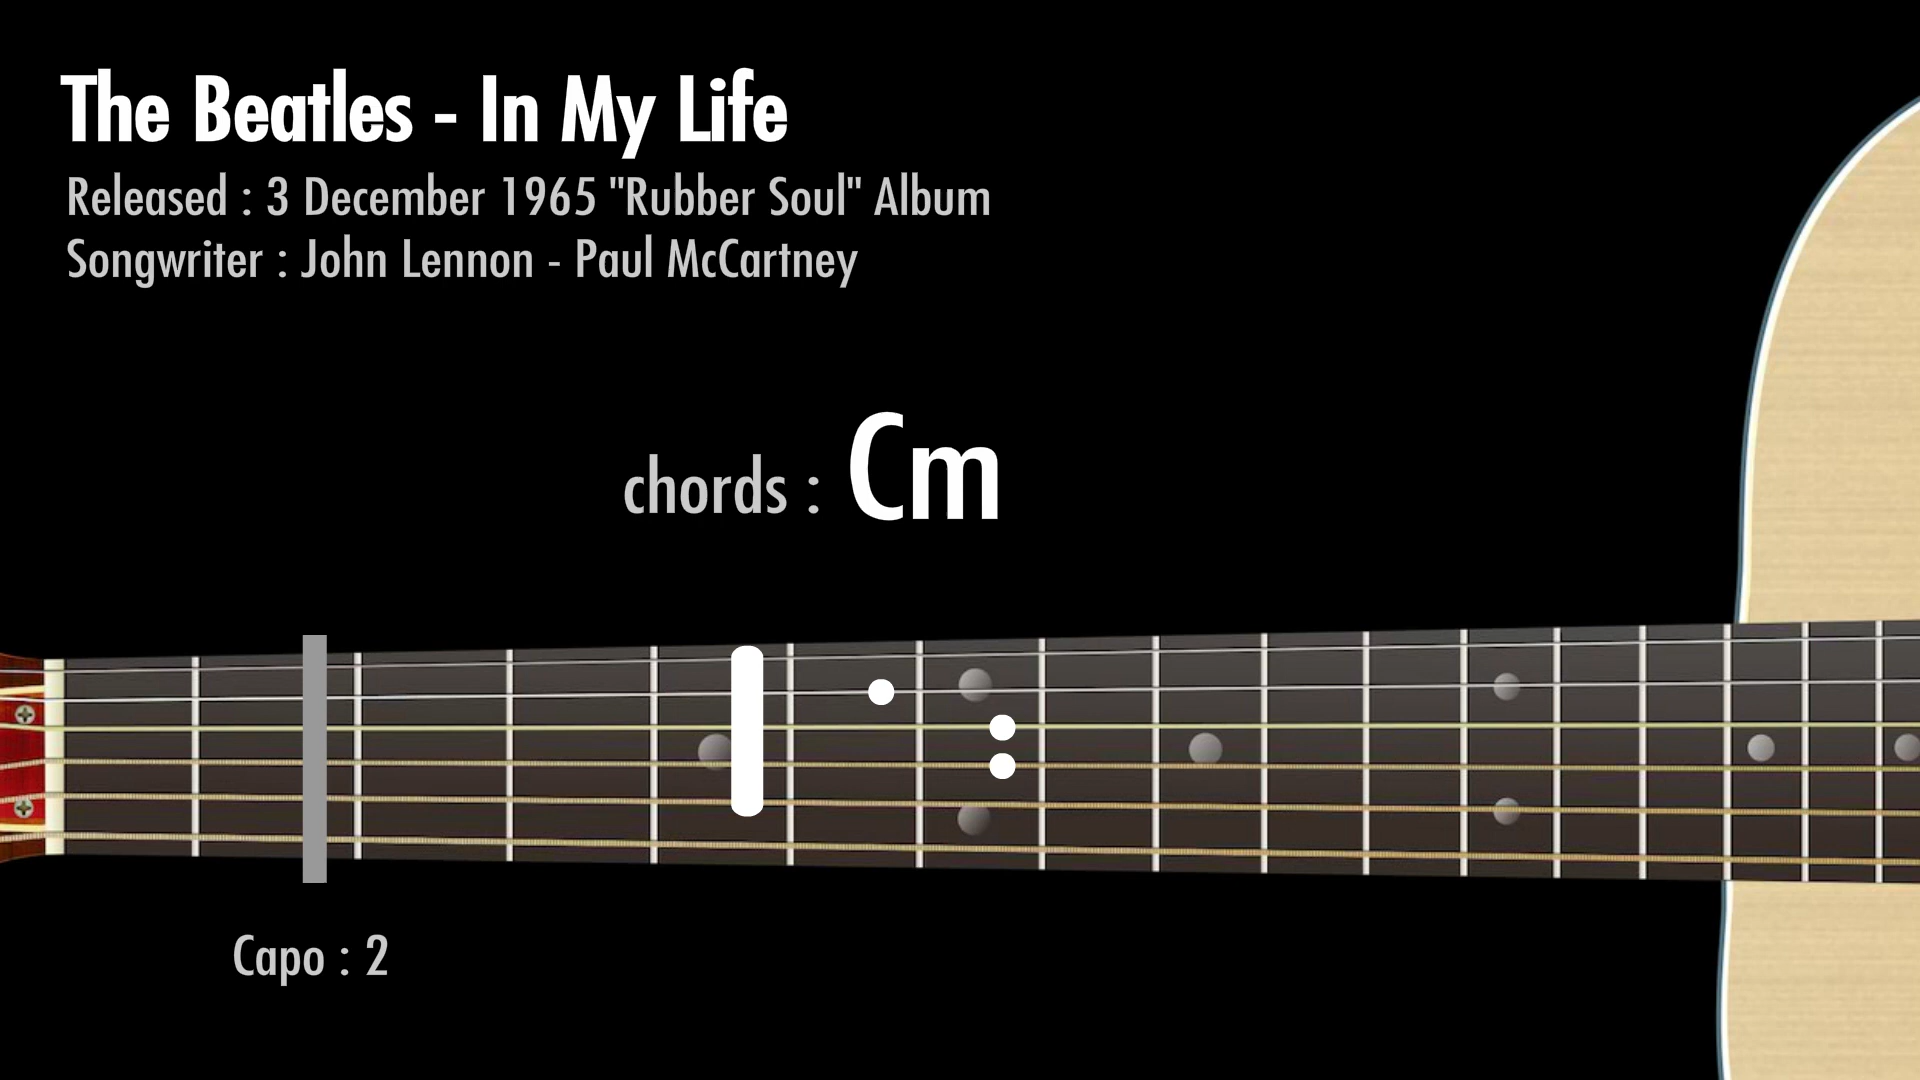 The Beatles - In My Life
Released : 3 December 1965 "Rubber Soul" Album
Songwriter : John Lennon - Paul McCartney
chords : Cm
Capo : 2